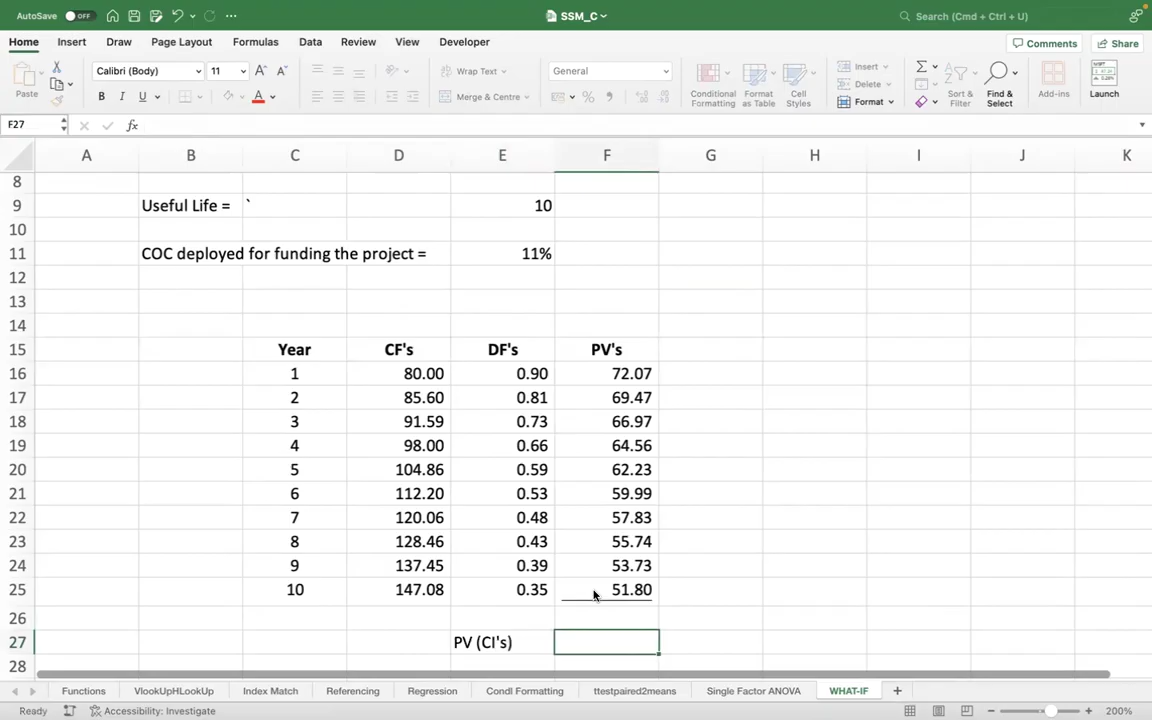 AutoSave OFF SSM_C Search (Cmd + Ctrl + U)
Home Insert Draw Page Layout Formulas Data Review View Developer Comments Share
Paste Calibri (Body) 11 A A Wrap Text General Insert Delete Format
B I U A Merge & Centre % Conditional Formatting Format as Table Cell Styles Sort & Filter Find & Select Add-ins Launch
F27 fx
A B C D E F G H I J K
8
9 Useful Life = ` 10
10
11 COC deployed for funding the project = 11%
12
13
14
15 Year CF's DF's PV's
16 1 80.00 0.90 72.07
17 2 85.60 0.81 69.47
18 3 91.59 0.73 66.97
19 4 98.00 0.66 64.56
20 5 104.86 0.59 62.23
21 6 112.20 0.53 59.99
22 7 120.06 0.48 57.83
23 8 128.46 0.43 55.74
24 9 137.45 0.39 53.73
25 10 147.08 0.35 51.80
26
27 PV (CI's)
28
Functions VlookUpHLookUp Index Match Referencing Regression Condl Formatting ttestpaired2means Single Factor ANOVA WHAT-IF +
Ready Accessibility: Investigate 200%